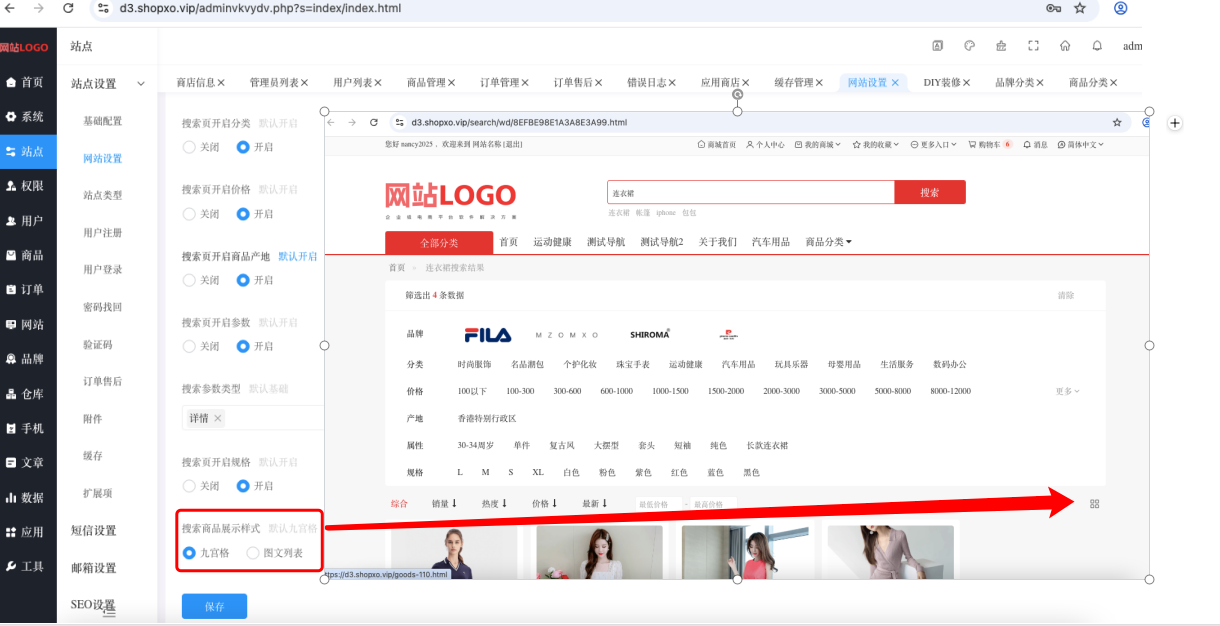 d3.shopxo.vip/adminvkvydv.php?s=index/index.html
网站LOGO
站点
adm
首页
系统
站点
权限
用户
商品
订单
网站
品牌
仓库
手机
文章
数据
应用
工具
站点设置
基础配置
网站设置
站点类型
用户注册
用户登录
密码找回
验证码
订单售后
附件
缓存
扩展项
短信设置
邮箱设置
SEO设置
商店信息 × 管理员列表 × 用户列表 × 商品管理 × 订单管理 × 订单售后 × 错误日志 × 应用商店 × 缓存管理 × 网站设置 × DIY装修 × 品牌分类 × 商品分类 ×
搜索页开启分类 默认开启
关闭 开启
搜索页开启价格 默认开启
关闭 开启
搜索页开启商品产地 默认开启
关闭 开启
搜索页开启参数 默认开启
关闭 开启
搜索参数类型 默认基础
详情 ×
搜索页开启规格 默认开启
关闭 开启
搜索商品展示样式 默认九宫格
九宫格 图文列表
保存
d3.shopxo.vip/search/wd/8EFBE98E1A3A8E3A99.html
您好 nancy2025 ，欢迎来到 网站名称 [退出]
商城首页 个人中心 我的商城 我的收藏 更多入口 购物车 6 消息 简体中文
网站LOGO
企业级电商平台软件解决方案
连衣裙
搜索
连衣裙 帐篷 iphone 包包
全部分类 首页 运动健康 测试导航 测试导航2 关于我们 汽车用品 商品分类
首页 > 连衣裙搜索结果
筛选出 4 条数据 清除
品牌 FILA MZOMXO SHIROMA
分类 时尚服饰 名品潮包 个护化妆 珠宝手表 运动健康 汽车用品 玩具乐器 母婴用品 生活服务 数码办公
价格 100以下 100-300 300-600 600-1000 1000-1500 1500-2000 2000-3000 3000-5000 5000-8000 8000-12000 更多
产地 香港特别行政区
属性 30-34周岁 单件 复古风 大摆型 套头 短袖 纯色 长款连衣裙
规格 L M S XL 白色 粉色 紫色 红色 蓝色 黑色
综合 销量 热度 价格 最新 最低价格 - 最高价格
ttps://d3.shopxo.vip/goods-110.html